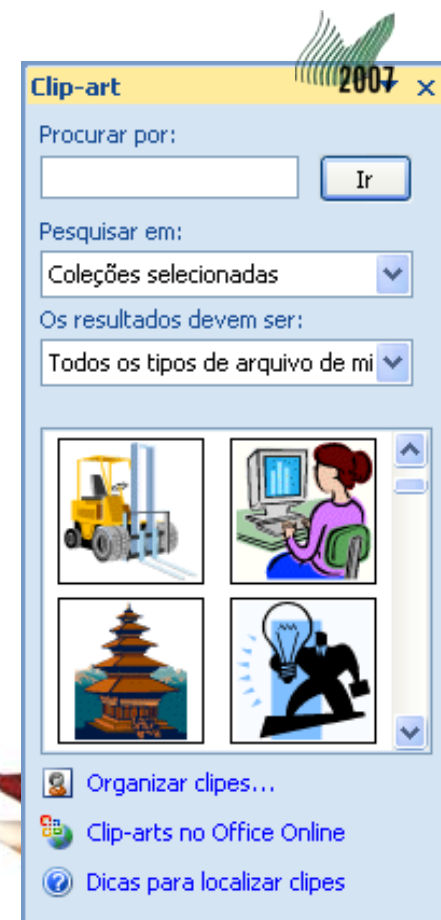 2007
Clip-art
Procurar por:
Ir
Pesquisar em:
Coleções selecionadas
Os resultados devem ser:
Todos os tipos de arquivo de mi
Organizar clipes...
Clip-arts no Office Online
Dicas para localizar clipes